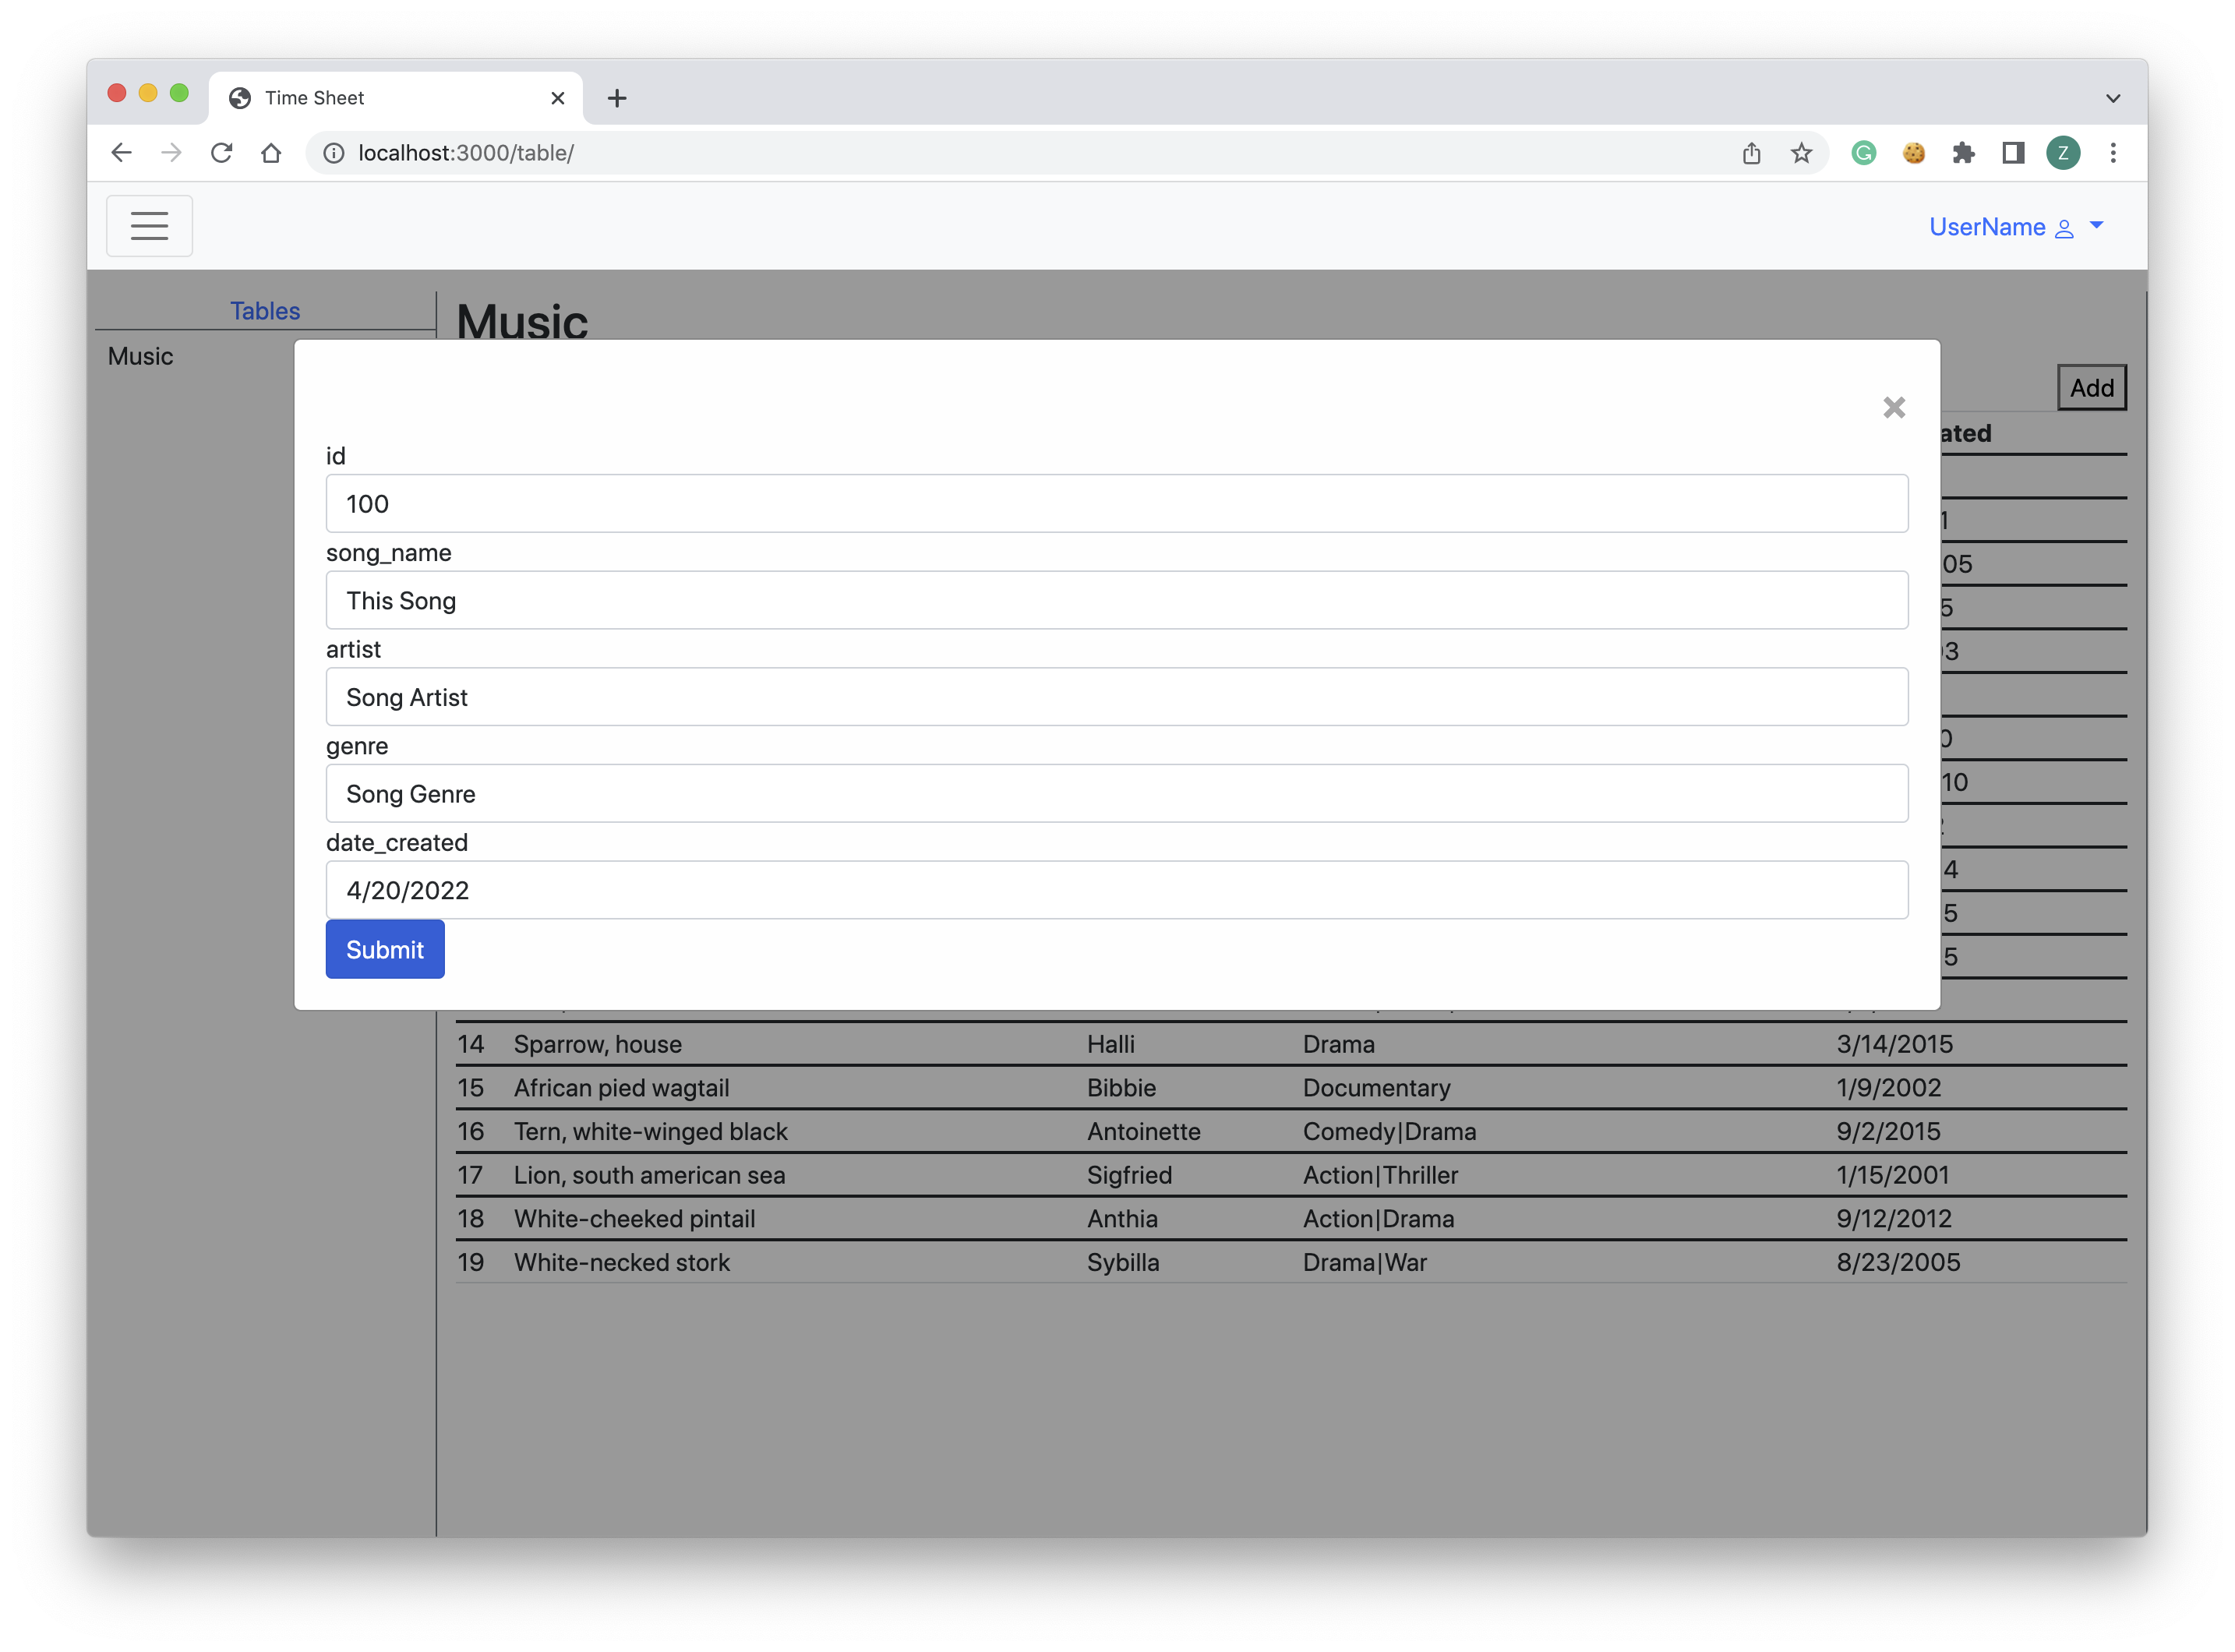 Time Sheet
localhost:3000/table/
Z
UserName
Tables
Music
Music
Add
ated
id
100
song_name
This Song
artist
Song Artist
genre
Song Genre
date_created
4/20/2022
Submit
1
05
5
03
0
10
4
5
5
14 Sparrow, house Halli Drama 3/14/2015
15 African pied wagtail Bibbie Documentary 1/9/2002
16 Tern, white-winged black Antoinette Comedy|Drama 9/2/2015
17 Lion, south american sea Sigfried Action|Thriller 1/15/2001
18 White-cheeked pintail Anthia Action|Drama 9/12/2012
19 White-necked stork Sybilla Drama|War 8/23/2005